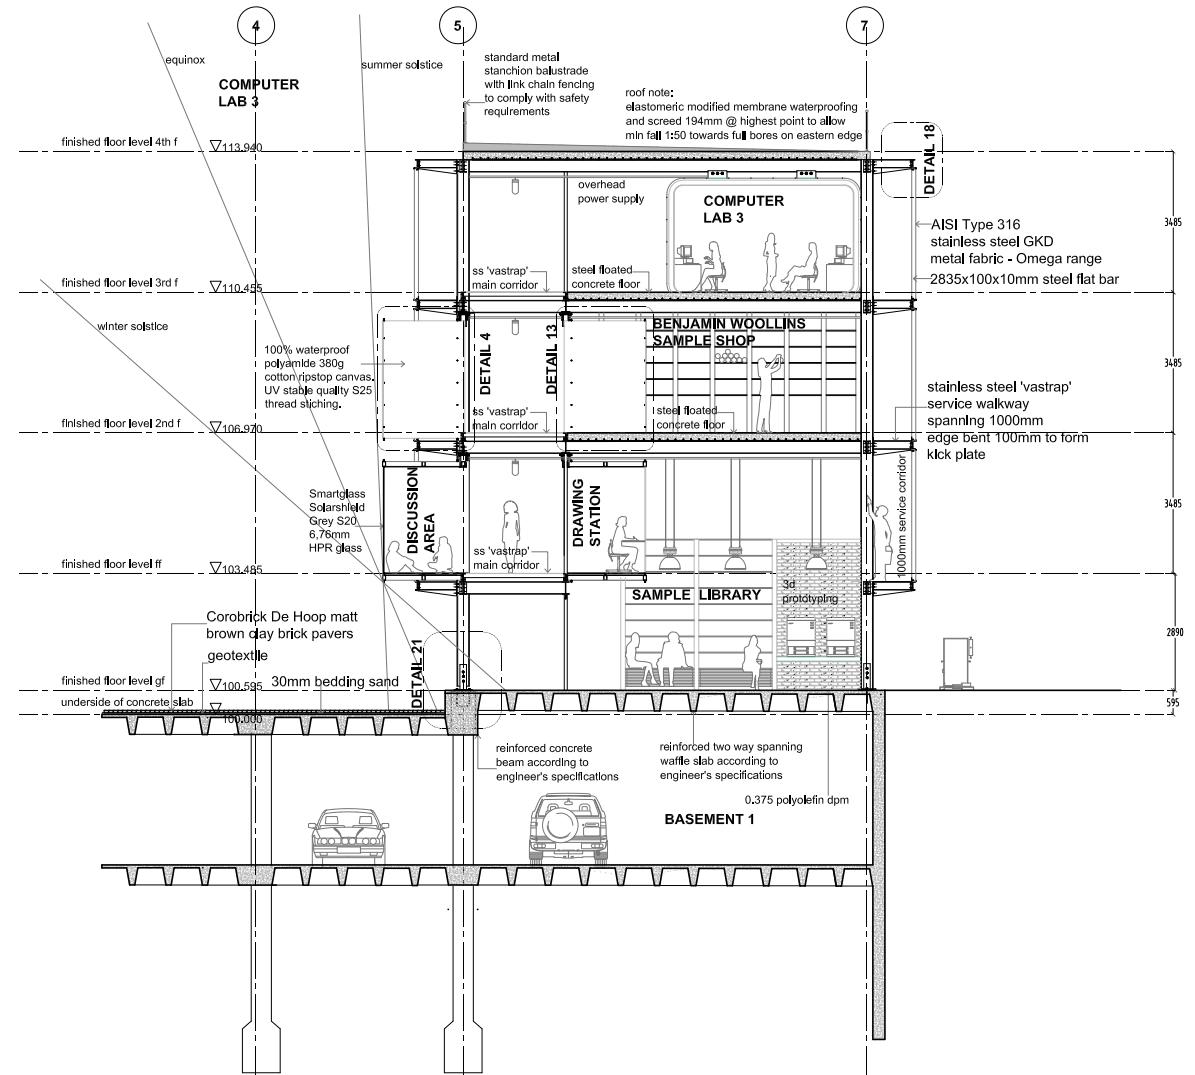 4
5
7
equinox
summer solstice
COMPUTER
LAB 3
standard metal
stanchion balustrade
with link chain fencing
to comply with safety
requirements
roof note:
elastomeric modified membrane waterproofing
and screed 194mm @ highest point to allow
min fall 1:50 towards full bores on eastern edge
finished floor level 4th f
113,940
DETAIL 18
overhead
power supply
COMPUTER
LAB 3
3485
AISI Type 316
stainless steel GKD
metal fabric - Omega range
2835x100x10mm steel flat bar
ss 'vastrap'
main corridor
steel floated
concrete floor
finished floor level 3rd f
110,455
winter solstice
BENJAMIN WOOLLINS
SAMPLE SHOP
DETAIL 4
DETAIL 13
100% waterproof
polyamide 380g
cotton ripstop canvas.
UV stable quality S25
thread stiching.
3485
stainless steel 'vastrap'
service walkway
spanning 1000mm
edge bent 100mm to form
kick plate
ss 'vastrap'
main corridor
steel floated
concrete floor
finished floor level 2nd f
106,970
Smartglass
Solarshield
Grey S20
6,76mm
HPR glass
DISCUSSION
AREA
DRAWING
STATION
1000mm service corridor
3485
ss 'vastrap'
main corridor
finished floor level ff
103,485
SAMPLE LIBRARY
3d
prototyping
Corobrick De Hoop matt
brown clay brick pavers
geotextile
DETAIL 21
2890
finished floor level gf
100,595
30mm bedding sand
underside of concrete slab
100,000
595
reinforced concrete
beam according to
engineer's specifications
reinforced two way spanning
waffle slab according to
engineer's specifications
0.375 polyolefin dpm
BASEMENT 1